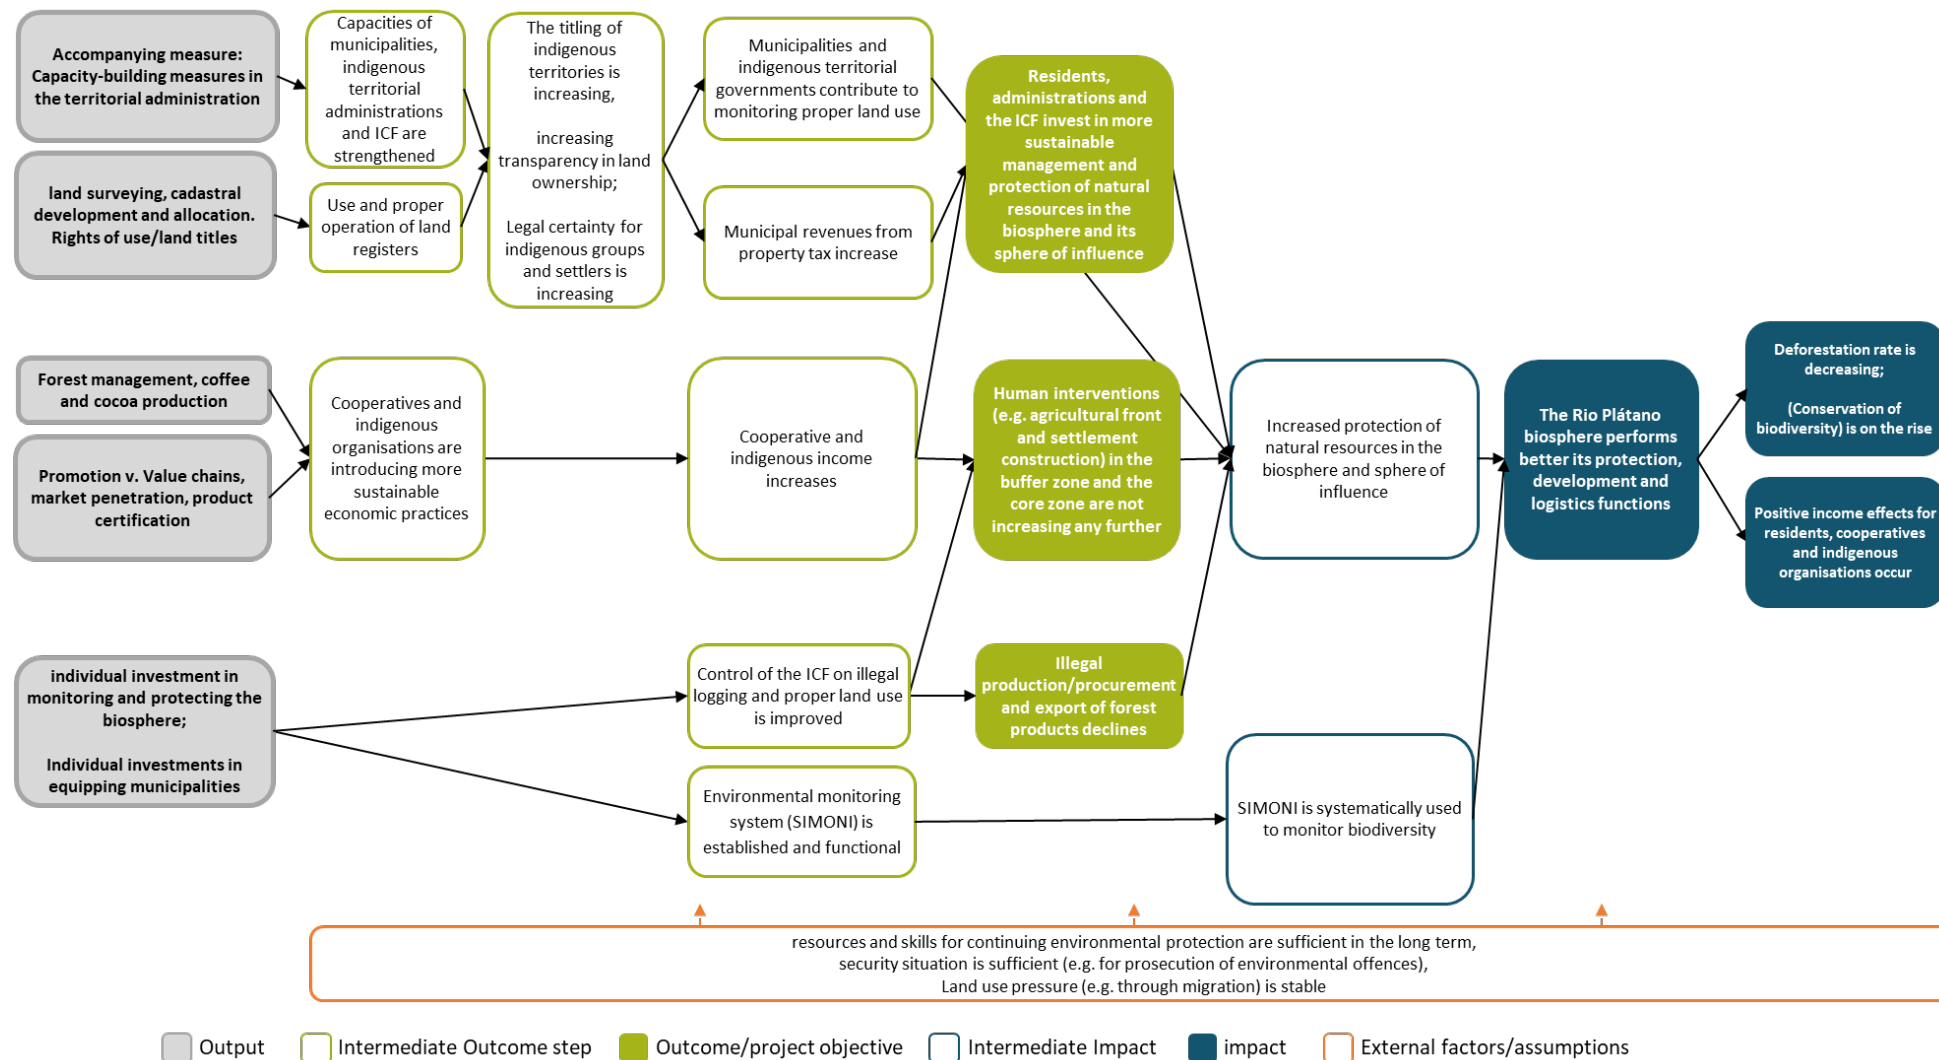 Accompanying measure:
Capacity-building measures in
the territorial administration
land surveying, cadastral
development and allocation.
Rights of use/land titles
Capacities of
municipalities,
indigenous
territorial
administrations
and ICF are
strengthened
Use and proper
operation of land
registers
The titling of
indigenous
territories is
increasing,
increasing
transparency in land
ownership;
Legal certainty for
indigenous groups
and settlers is
increasing
Municipalities and
indigenous territorial
governments contribute to
monitoring proper land use
Municipal revenues from
property tax increase
Residents,
administrations and
the ICF invest in more
sustainable
management and
protection of natural
resources in the
biosphere and its
sphere of influence
Forest management, coffee
and cocoa production
Promotion v. Value chains,
market penetration, product
certification
Cooperatives and
indigenous
organisations are
introducing more
sustainable
economic practices
Cooperative and
indigenous income
increases
Human interventions
(e.g. agricultural front
and settlement
construction) in the
buffer zone and the
core zone are not
increasing any further
Increased protection of
natural resources in the
biosphere and sphere of
influence
The Rio Plátano
biosphere performs
better its protection,
development and
logistics functions
Deforestation rate is
decreasing;
(Conservation of
biodiversity) is on the rise
Positive income effects for
residents, cooperatives
and indigenous
organisations occur
individual investment in
monitoring and protecting the
biosphere;
Individual investments in
equipping municipalities
Control of the ICF on illegal
logging and proper land use
is improved
Illegal
production/procurement
and export of forest
products declines
Environmental monitoring
system (SIMONI) is
established and functional
SIMONI is systematically used
to monitor biodiversity
resources and skills for continuing environmental protection are sufficient in the long term,
security situation is sufficient (e.g. for prosecution of environmental offences),
Land use pressure (e.g. through migration) is stable
Output
Intermediate Outcome step
Outcome/project objective
Intermediate Impact
impact
External factors/assumptions